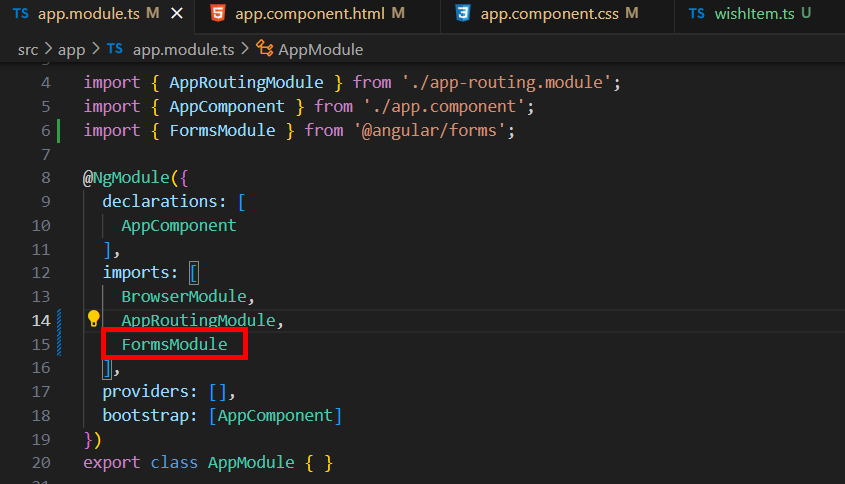 TS app.module.ts M
app.component.html M
app.component.css M
TS wishItem.ts U
src > app > TS app.module.ts > AppModule
4 import { AppRoutingModule } from './app-routing.module';
5 import { AppComponent } from './app.component';
6 import { FormsModule } from '@angular/forms';
7
8 @NgModule({
9 declarations: [
10 AppComponent
11 ],
12 imports: [
13 BrowserModule,
14 AppRoutingModule,
15 FormsModule
16 ],
17 providers: [],
18 bootstrap: [AppComponent]
19 })
20 export class AppModule { }